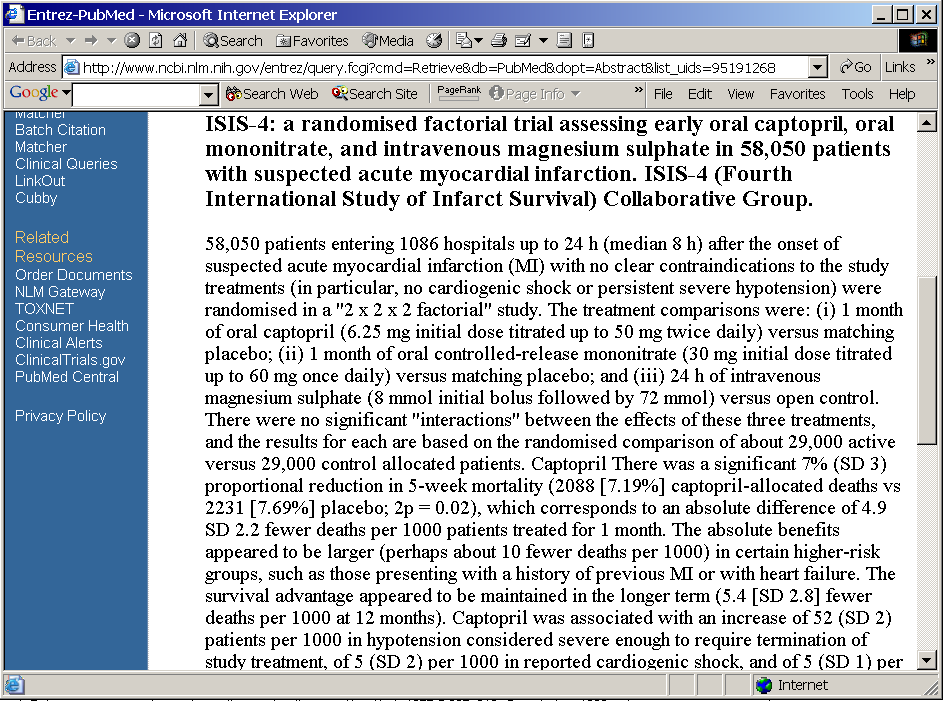 Entrez-PubMed - Microsoft Internet Explorer
Back Search Favorites Media
Address http://www.ncbi.nlm.nih.gov/entrez/query.fcgi?cmd=Retrieve&db=PubMed&dopt=Abstract&list_uids=95191268 Go Links »
Google Search Web Search Site PageRank Page Info » File Edit View Favorites Tools Help
Matcher
Batch Citation
Matcher
Clinical Queries
LinkOut
Cubby
Related
Resources
Order Documents
NLM Gateway
TOXNET
Consumer Health
Clinical Alerts
ClinicalTrials.gov
PubMed Central
Privacy Policy
ISIS-4: a randomised factorial trial assessing early oral captopril, oral
mononitrate, and intravenous magnesium sulphate in 58,050 patients
with suspected acute myocardial infarction. ISIS-4 (Fourth
International Study of Infarct Survival) Collaborative Group.
58,050 patients entering 1086 hospitals up to 24 h (median 8 h) after the onset of
suspected acute myocardial infarction (MI) with no clear contraindications to the study
treatments (in particular, no cardiogenic shock or persistent severe hypotension) were
randomised in a "2 x 2 x 2 factorial" study. The treatment comparisons were: (i) 1 month
of oral captopril (6.25 mg initial dose titrated up to 50 mg twice daily) versus matching
placebo; (ii) 1 month of oral controlled-release mononitrate (30 mg initial dose titrated
up to 60 mg once daily) versus matching placebo; and (iii) 24 h of intravenous
magnesium sulphate (8 mmol initial bolus followed by 72 mmol) versus open control.
There were no significant "interactions" between the effects of these three treatments,
and the results for each are based on the randomised comparison of about 29,000 active
versus 29,000 control allocated patients. Captopril There was a significant 7% (SD 3)
proportional reduction in 5-week mortality (2088 [7.19%] captopril-allocated deaths vs
2231 [7.69%] placebo; 2p = 0.02), which corresponds to an absolute difference of 4.9
SD 2.2 fewer deaths per 1000 patients treated for 1 month. The absolute benefits
appeared to be larger (perhaps about 10 fewer deaths per 1000) in certain higher-risk
groups, such as those presenting with a history of previous MI or with heart failure. The
survival advantage appeared to be maintained in the longer term (5.4 [SD 2.8] fewer
deaths per 1000 at 12 months). Captopril was associated with an increase of 52 (SD 2)
patients per 1000 in hypotension considered severe enough to require termination of
study treatment, of 5 (SD 2) per 1000 in reported cardiogenic shock, and of 5 (SD 1) per
Internet